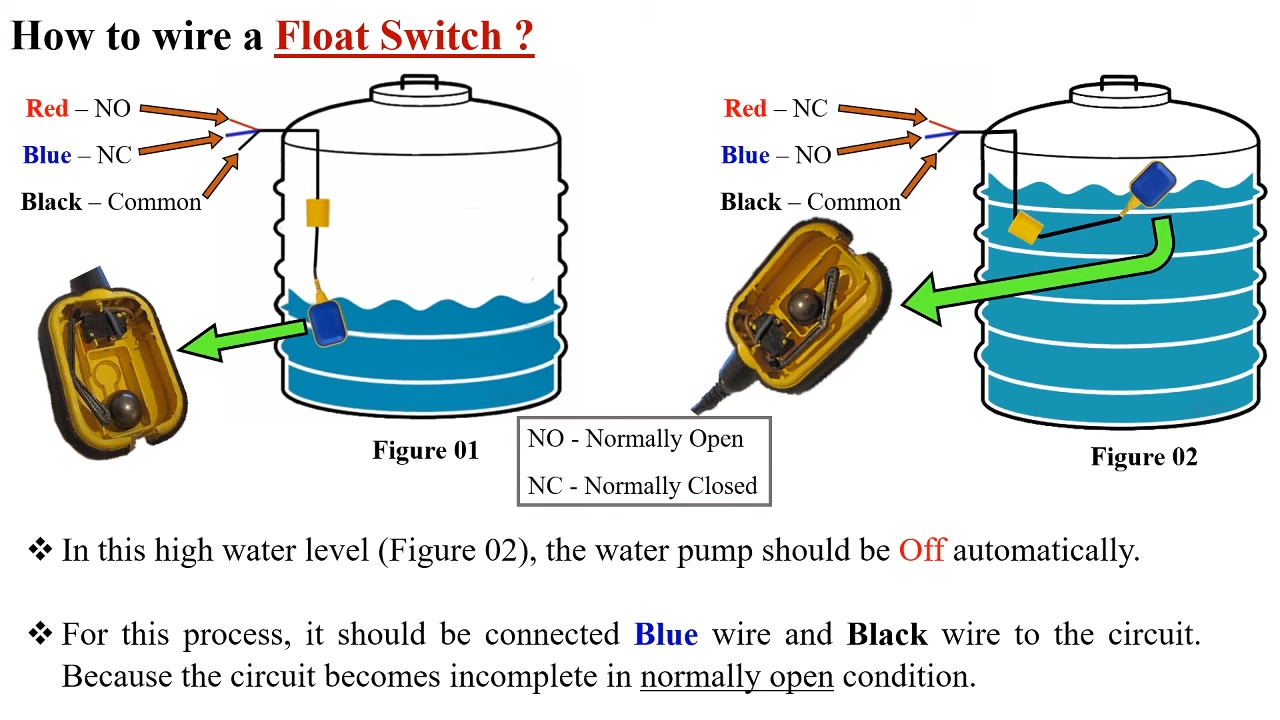 How to wire a Float Switch ?
Red – NO
Blue – NC
Black – Common
Red – NC
Blue – NO
Black – Common
Figure 01
Figure 02
NO - Normally Open
NC - Normally Closed
❖ In this high water level (Figure 02), the water pump should be Off automatically.
❖ For this process, it should be connected Blue wire and Black wire to the circuit.
Because the circuit becomes incomplete in normally open condition.